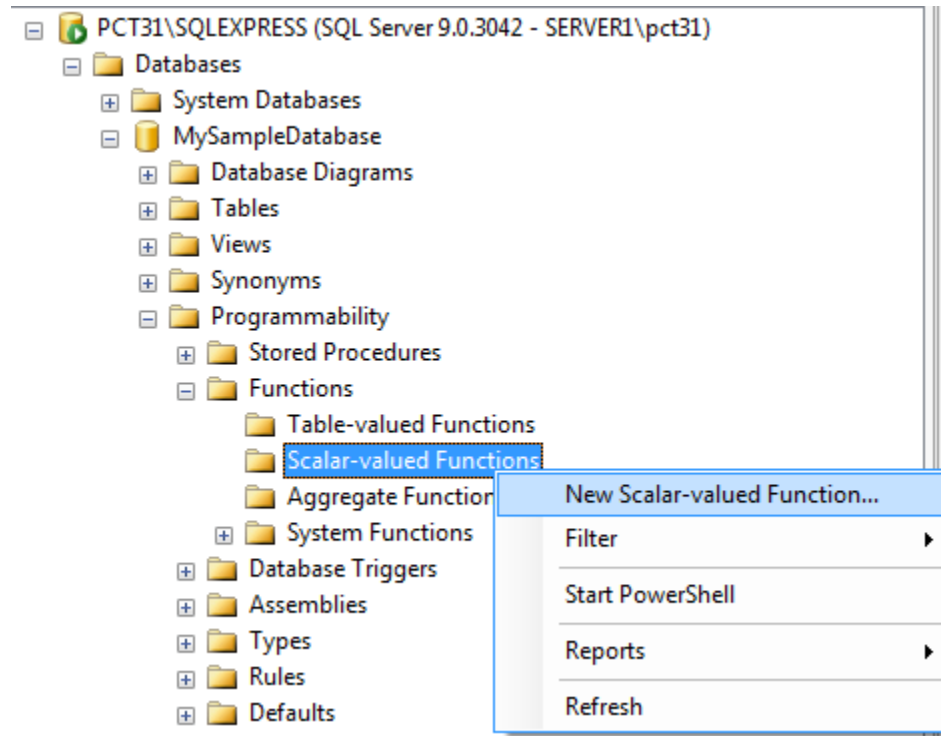 PCT31\SQLEXPRESS (SQL Server 9.0.3042 - SERVER1\pct31)
Databases
System Databases
MySampleDatabase
Database Diagrams
Tables
Views
Synonyms
Programmability
Stored Procedures
Functions
Table-valued Functions
Scalar-valued Functions
Aggregate Function
System Functions
Database Triggers
Assemblies
Types
Rules
Defaults
New Scalar-valued Function...
Filter
Start PowerShell
Reports
Refresh